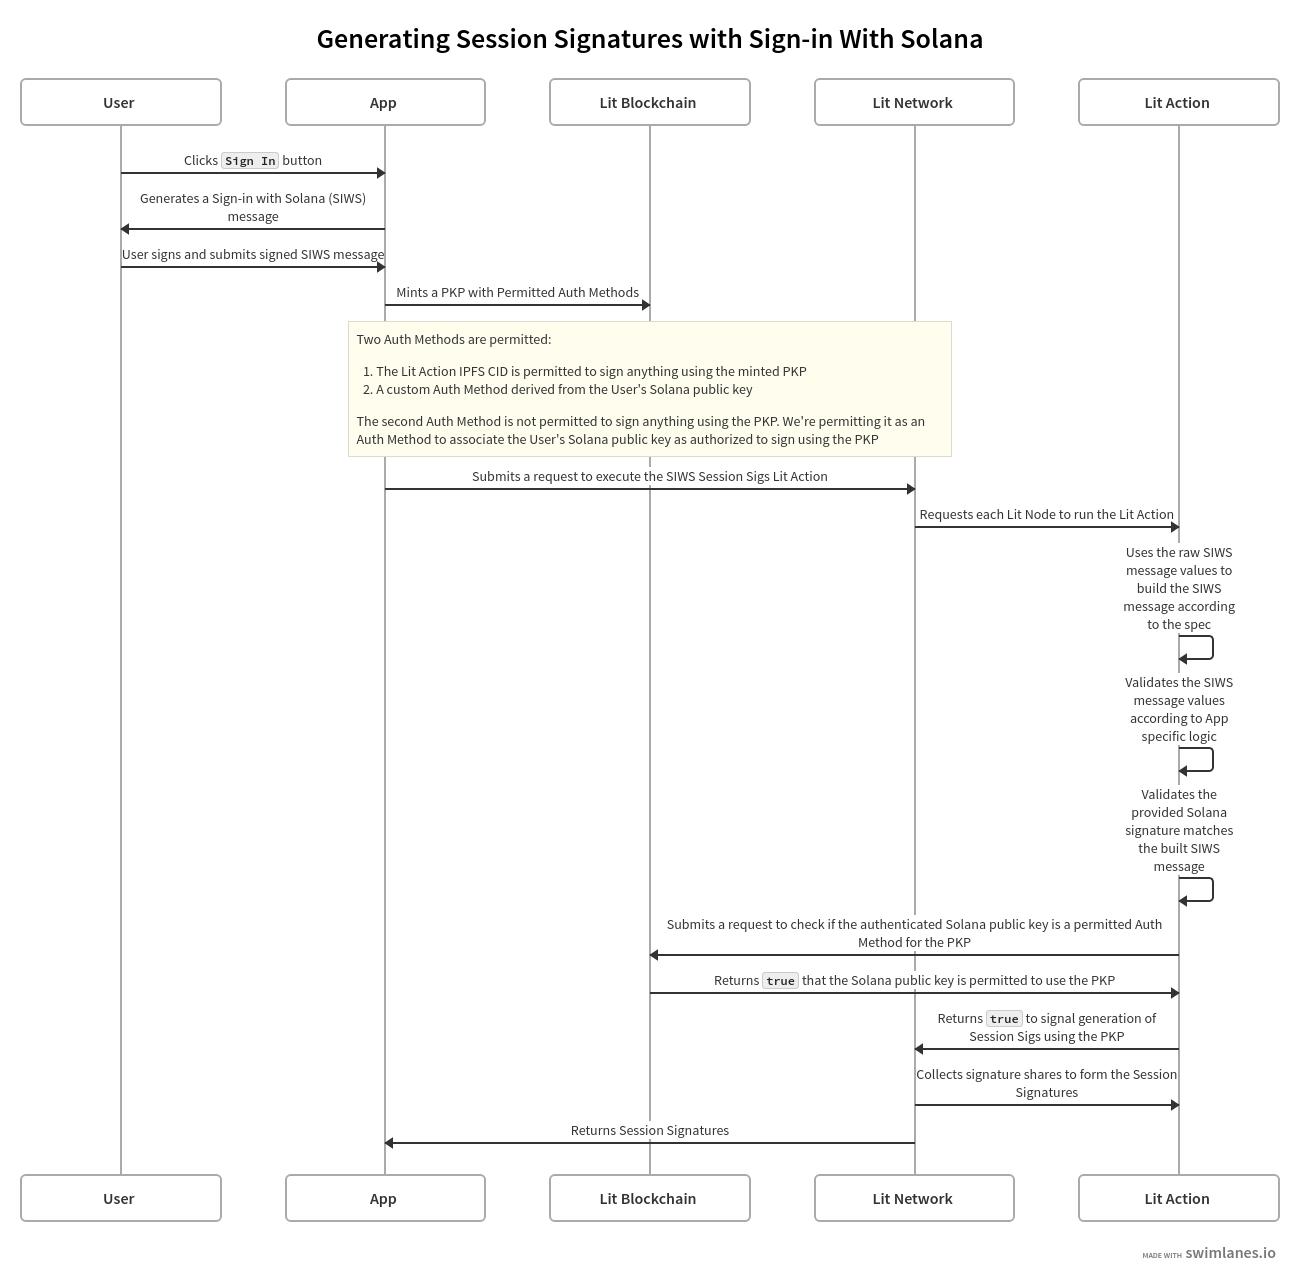 Generating Session Signatures with Sign-in With Solana
User
App
Lit Blockchain
Lit Network
Lit Action
Clicks Sign In button
Generates a Sign-in with Solana (SIWS)
message
User signs and submits signed SIWS message
Mints a PKP with Permitted Auth Methods
Two Auth Methods are permitted:
1. The Lit Action IPFS CID is permitted to sign anything using the minted PKP
2. A custom Auth Method derived from the User's Solana public key
The second Auth Method is not permitted to sign anything using the PKP. We're permitting it as an
Auth Method to associate the User's Solana public key as authorized to sign using the PKP
Submits a request to execute the SIWS Session Sigs Lit Action
Requests each Lit Node to run the Lit Action
Uses the raw SIWS
message values to
build the SIWS
message according
to the spec
Validates the SIWS
message values
according to App
specific logic
Validates the
provided Solana
signature matches
the built SIWS
message
Submits a request to check if the authenticated Solana public key is a permitted Auth
Method for the PKP
Returns true that the Solana public key is permitted to use the PKP
Returns true to signal generation of
Session Sigs using the PKP
Collects signature shares to form the Session
Signatures
Returns Session Signatures
User
App
Lit Blockchain
Lit Network
Lit Action
MADE WITH swimlanes.io